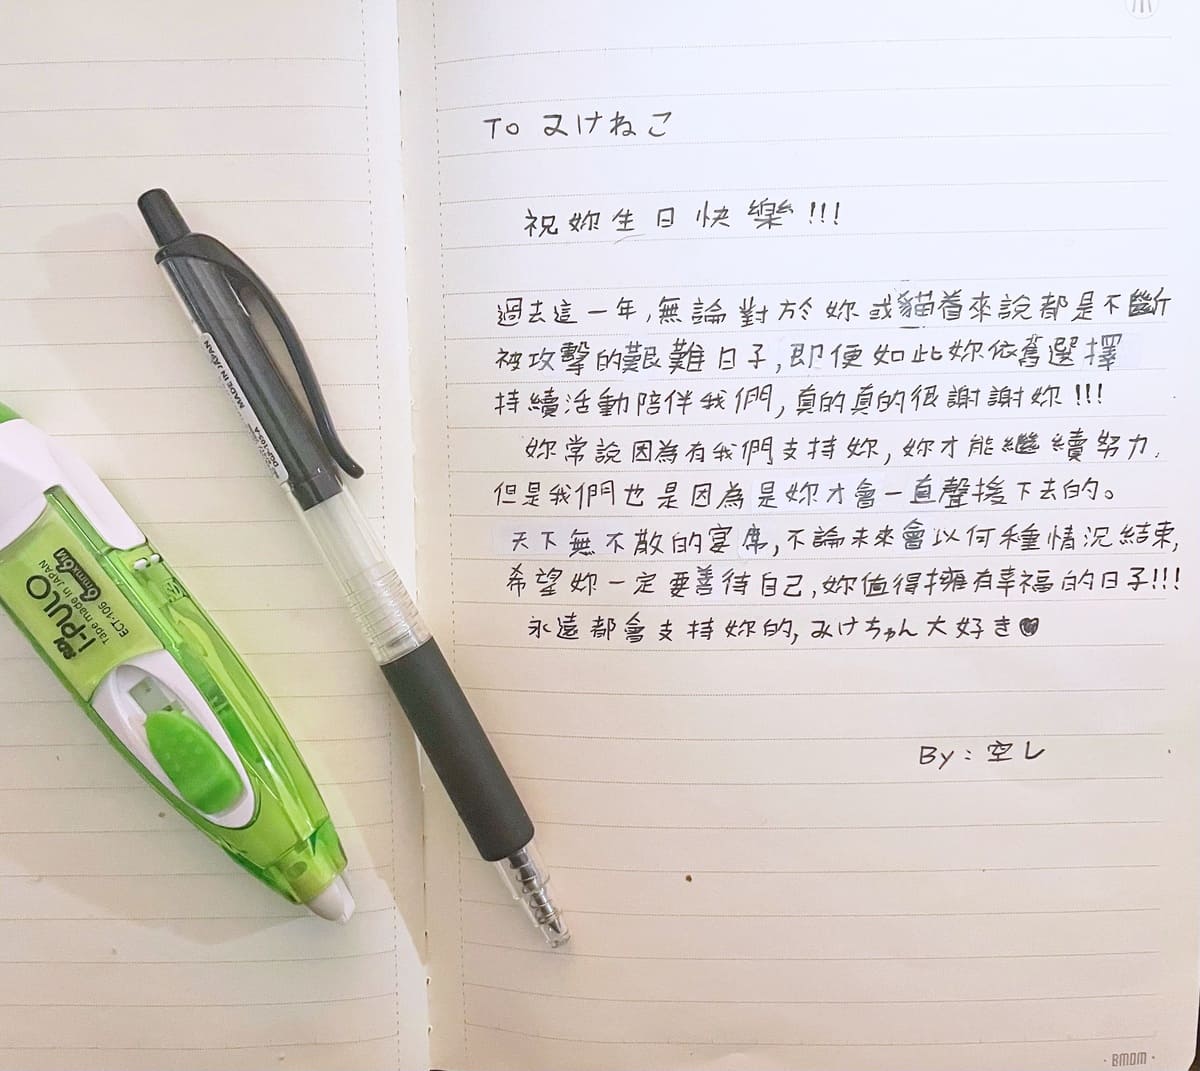 To みけねこ
祝妳生日快樂!!!
過去這一年,無論對於妳或貓着來說都是不斷
被攻擊的艱難日子,即便如此妳依舊選擇
持續活動陪伴我們,真的真的很謝謝妳!!!
妳常說因為有我們支持妳,妳才能繼續努力,
但是我們也是因為是妳才會一直聲援下去的。
天下無不散的宴席,不論未來會以何種情況結束,
希望妳一定要善待自己,妳值得擁有幸福的日子!!!
永遠都會支持妳的,みけちゃん大好き♥
By:空し
MADE IN JAPAN
SDI
i-PULO
6mmx6M
Tape made in JAPAN
ECT-106
BMDM